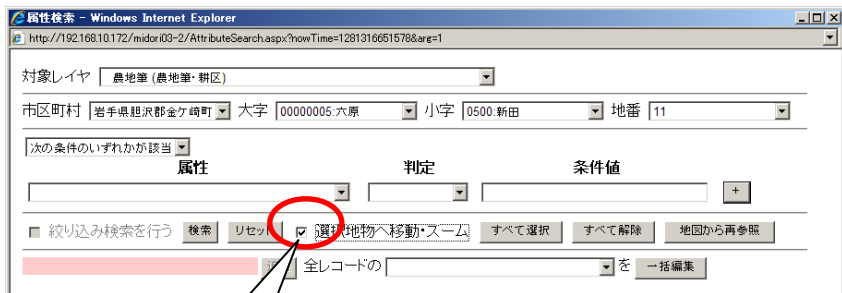 属性検索 - Windows Internet Explorer
http://192.168.10.172/midori03-2/AttributeSearch.aspx?nowTime=1281316651578&arg=1
対象レイヤ 農地筆(農地筆・耕区)
市区町村 岩手県胆沢郡金ケ崎町 大字 00000005:六原 小字 0500:新田 地番 11
次の条件のいずれかが該当
属性 判定 条件値
+
絞り込み検索を行う 検索 リセット 選択地物へ移動・ズーム すべて選択 すべて解除 地図から再参照
全レコードの を 一括編集